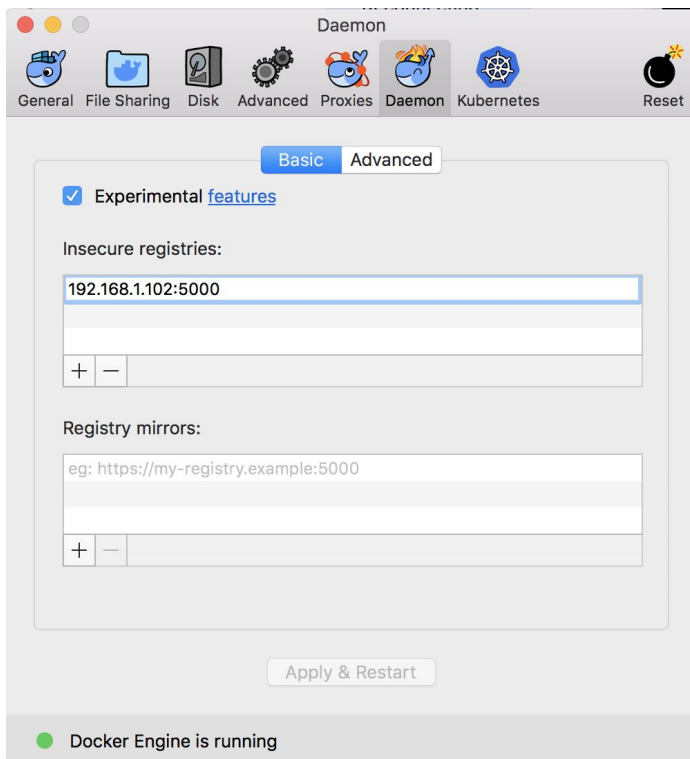 Daemon
General File Sharing Disk Advanced Proxies Daemon Kubernetes Reset
Basic Advanced
Experimental features
Insecure registries:
192.168.1.102:5000
+ −
Registry mirrors:
eg: https://my-registry.example:5000
+ −
Apply & Restart
Docker Engine is running